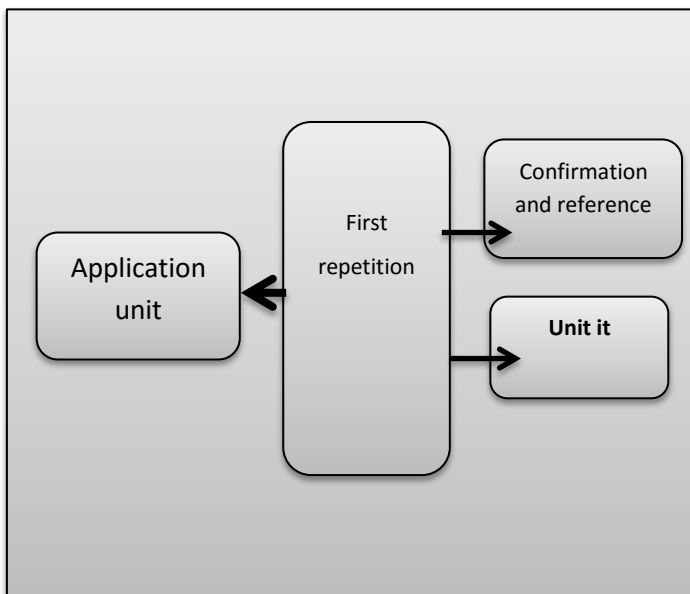 Application
unit
First
repetition
Confirmation
and reference
Unit it